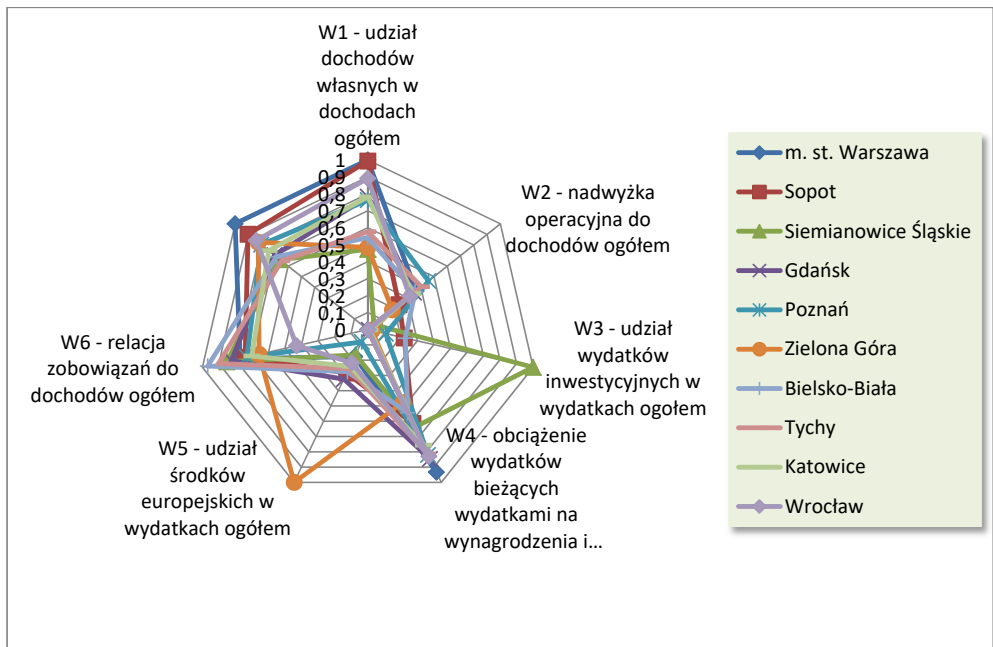 W1 - udział
dochodów
własnych w
dochodach
ogółem
1
0,9
0,8
0,7
0,6
0,5
0,4
0,3
0,2
0,1
0
W2 - nadwyżka
operacyjna do
dochodów ogółem
W3 - udział
wydatków
inwestycyjnych w
wydatkach ogołem
W4 - obciążenie
wydatków
bieżących
wydatkami na
wynagrodzenia i...
W5 - udział
środków
europejskich w
wydatkach ogółem
W6 - relacja
zobowiązań do
dochodów ogółem
m. st. Warszawa
Sopot
Siemianowice Śląskie
Gdańsk
Poznań
Zielona Góra
Bielsko-Biała
Tychy
Katowice
Wrocław